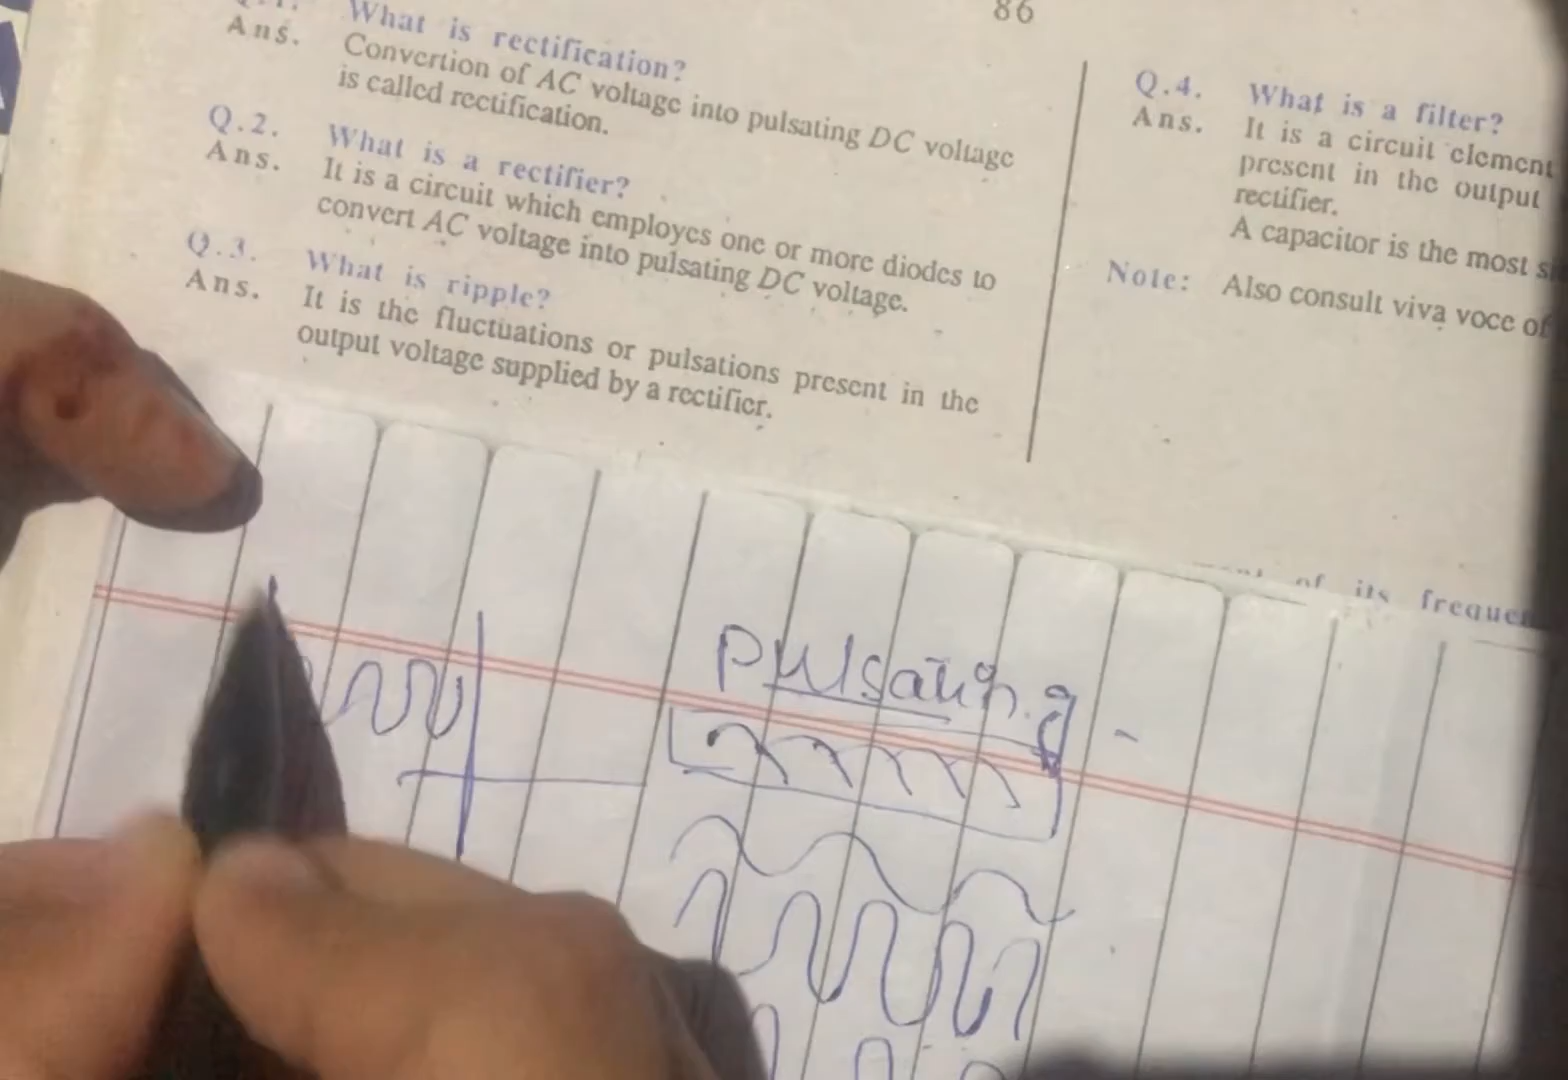 86
What is rectification?
Ans. Convertion of AC voltage into pulsating DC voltage
is called rectification.
Q.2. What is a rectifier?
Ans. It is a circuit which employes one or more diodes to
convert AC voltage into pulsating DC voltage.
Q.3. What is ripple?
Ans. It is the fluctuations or pulsations present in the
output voltage supplied by a rectifier.
Q.4. What is a filter?
Ans. It is a circuit element
present in the output
rectifier.
A capacitor is the most
Note: Also consult viva voce of
of its
Pulsating -